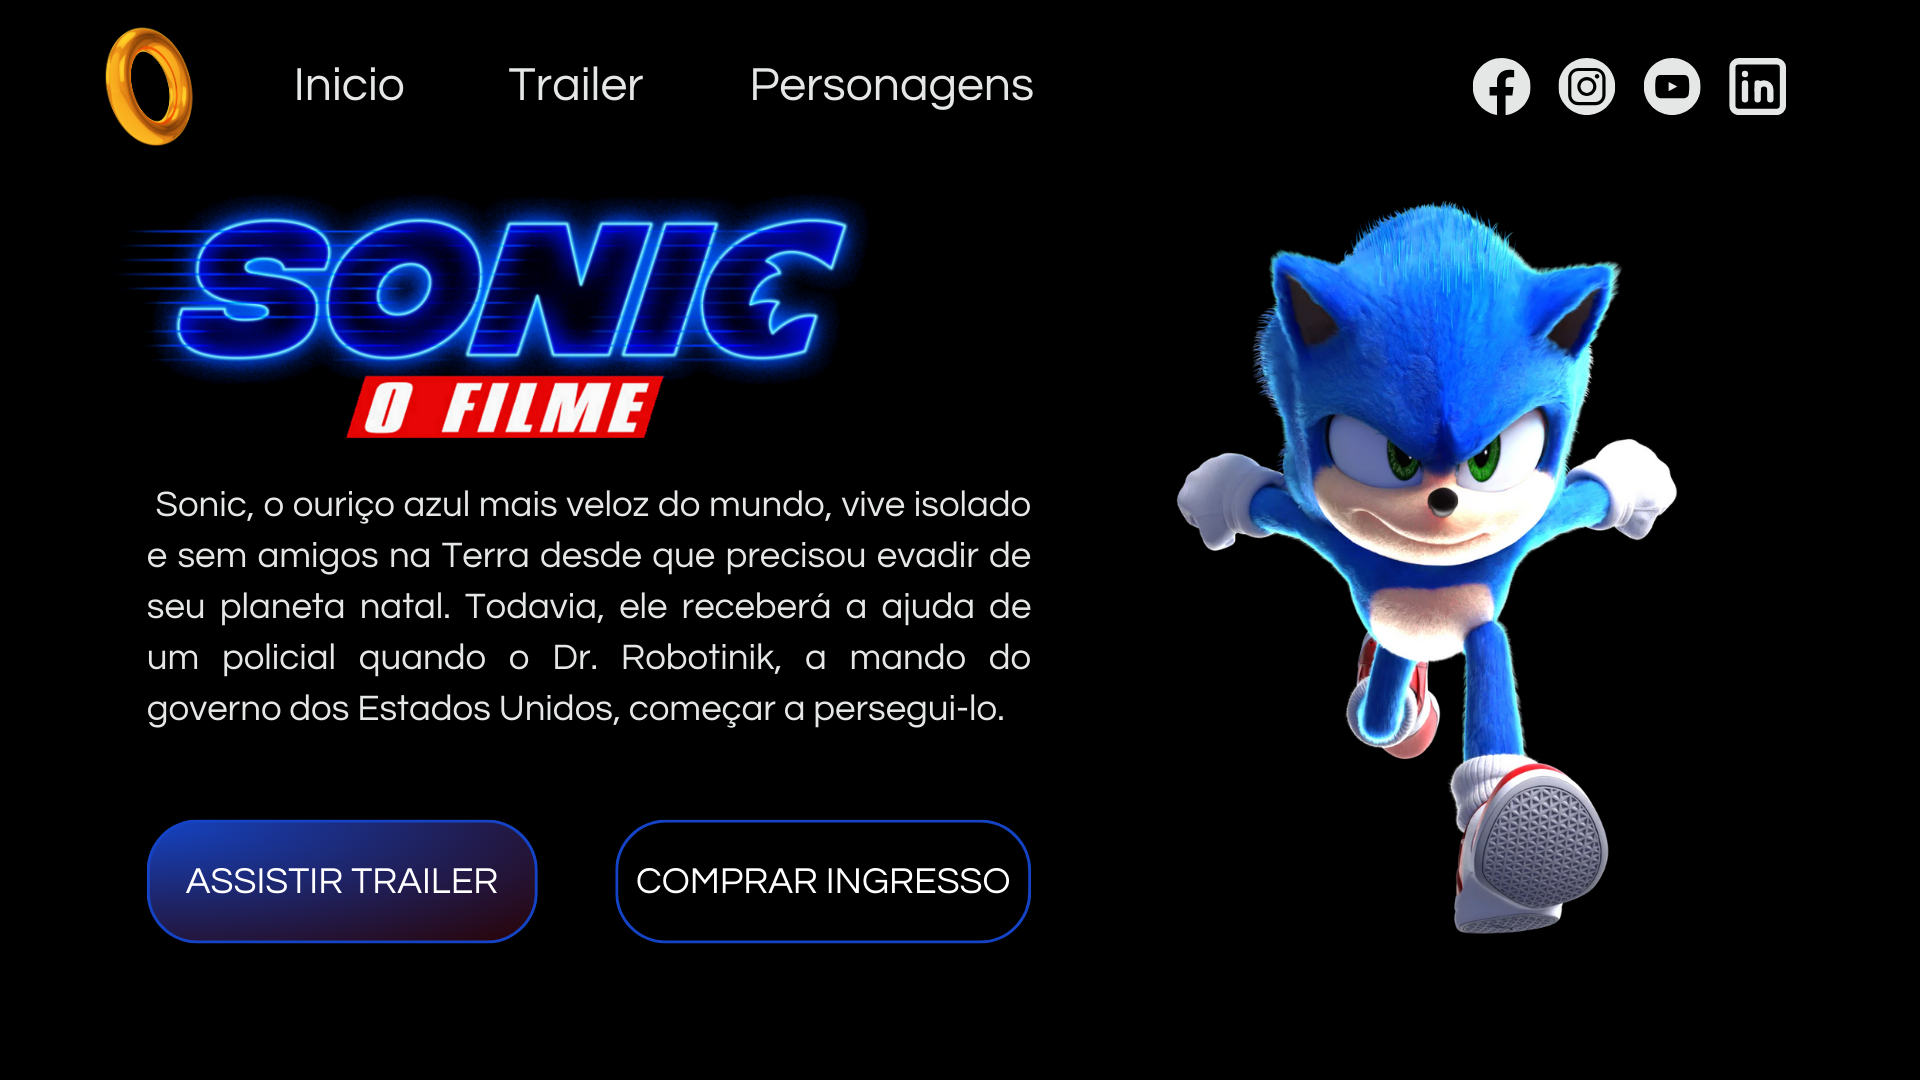 Inicio Trailer Personagens
SONIC
O FILME
Sonic, o ouriço azul mais veloz do mundo, vive isolado
e sem amigos na Terra desde que precisou evadir de
seu planeta natal. Todavia, ele receberá a ajuda de
um policial quando o Dr. Robotinik, a mando do
governo dos Estados Unidos, começar a persegui-lo.
ASSISTIR TRAILER COMPRAR INGRESSO